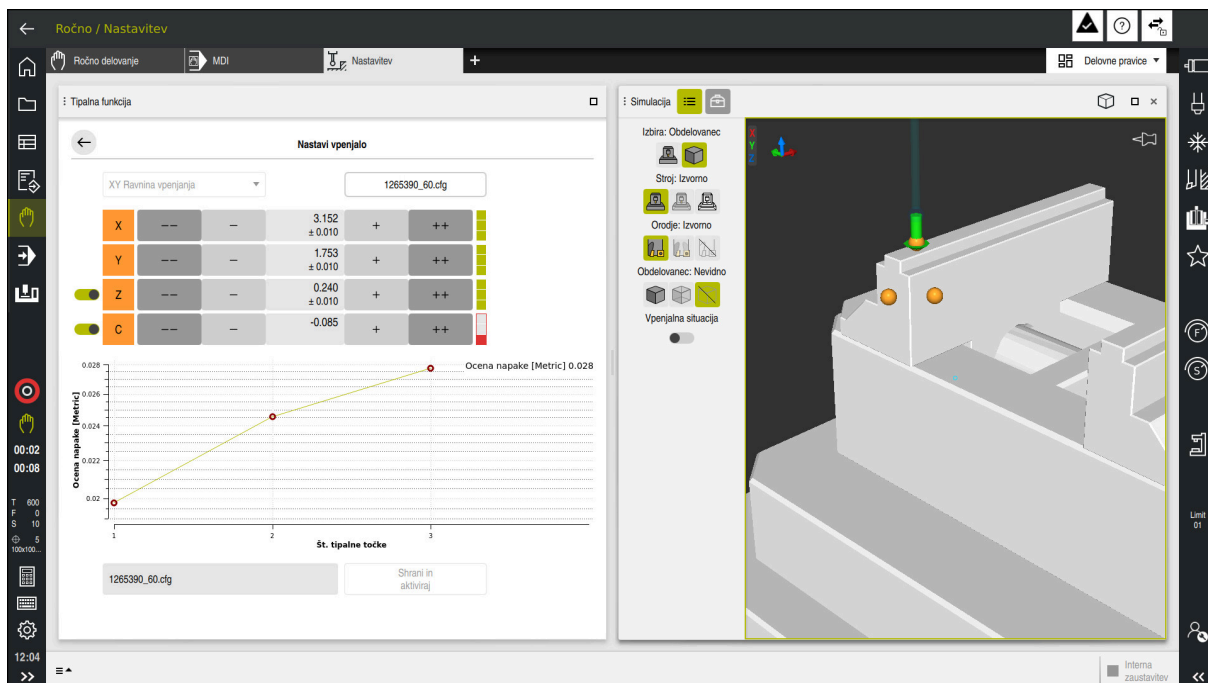 Ročno / Nastavitev
Ročno delovanje
MDI
Nastavitev
+
Delovne pravice
Tipalna funkcija
Nastavi vpenjalo
XY Ravnina vpenjanja
1265390_60.cfg
X −− − 3.152 ± 0.010 + ++
Y −− − 1.753 ± 0.010 + ++
Z −− − 0.240 ± 0.010 + ++
C −− − -0.085 + ++
Ocena napake [Metric] 0.028
0.028
0.026
0.024
0.022
0.02
Ocena napake [Metric]
1 2 3
Št. tipalne točke
1265390_60.cfg
Shrani in
aktiviraj
Simulacija
Izbira: Obdelovanec
Stroj: Izvorno
Orodje: Izvorno
Obdelovanec: Nevidno
Vpenjalna situacija
X
Y
Z
00:02
00:08
T 600
F 0
S 10
5
100x100...
12:04
F
S
Limit
01
Interna
zaustavitev